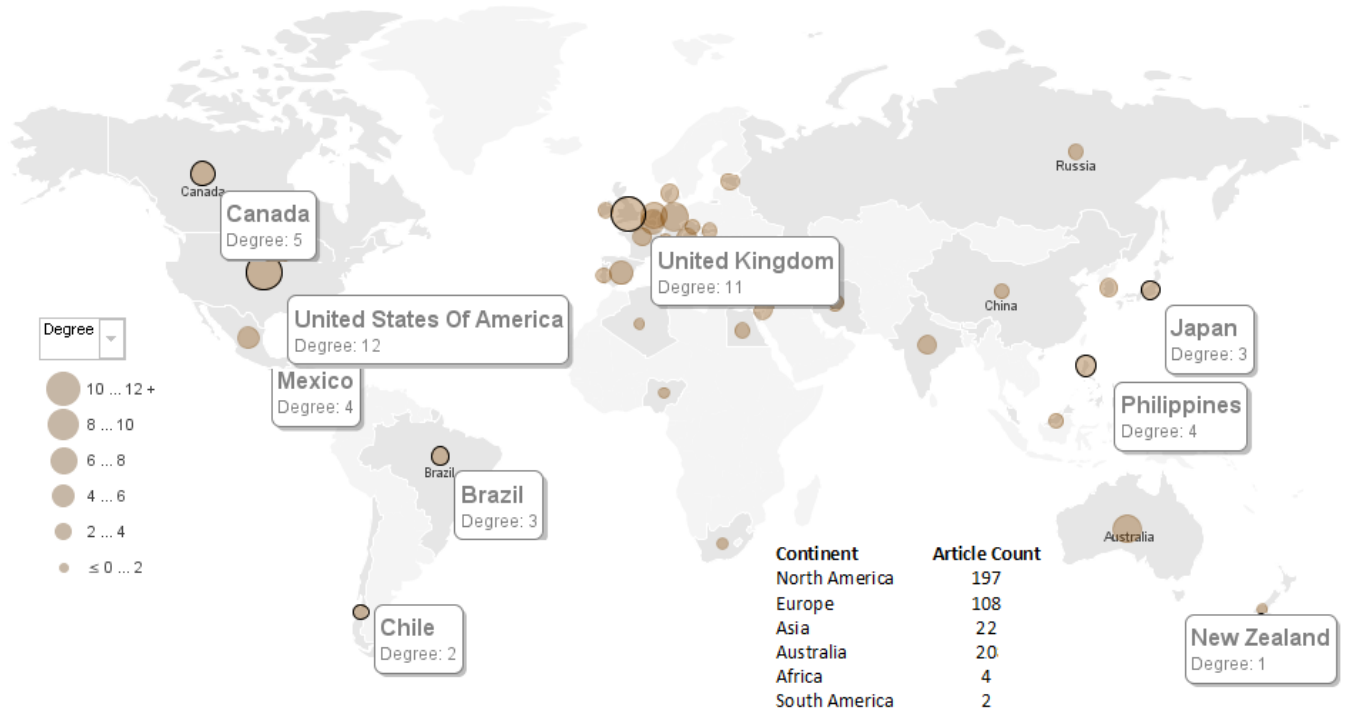 Russia
Canada
Canada
Degree: 5
United Kingdom
Degree: 11
China
United States Of America
Degree: 12
Japan
Degree: 3
Degree
Mexico
Degree: 4
10 ... 12 +
8 ... 10
6 ... 8
4 ... 6
2 ... 4
≤ 0 ... 2
Philippines
Degree: 4
Brazil
Brazil
Degree: 3
Australia
Chile
Degree: 2
New Zealand
Degree: 1
Continent Article Count
North America 197
Europe 108
Asia 22
Australia 20
Africa 4
South America 2